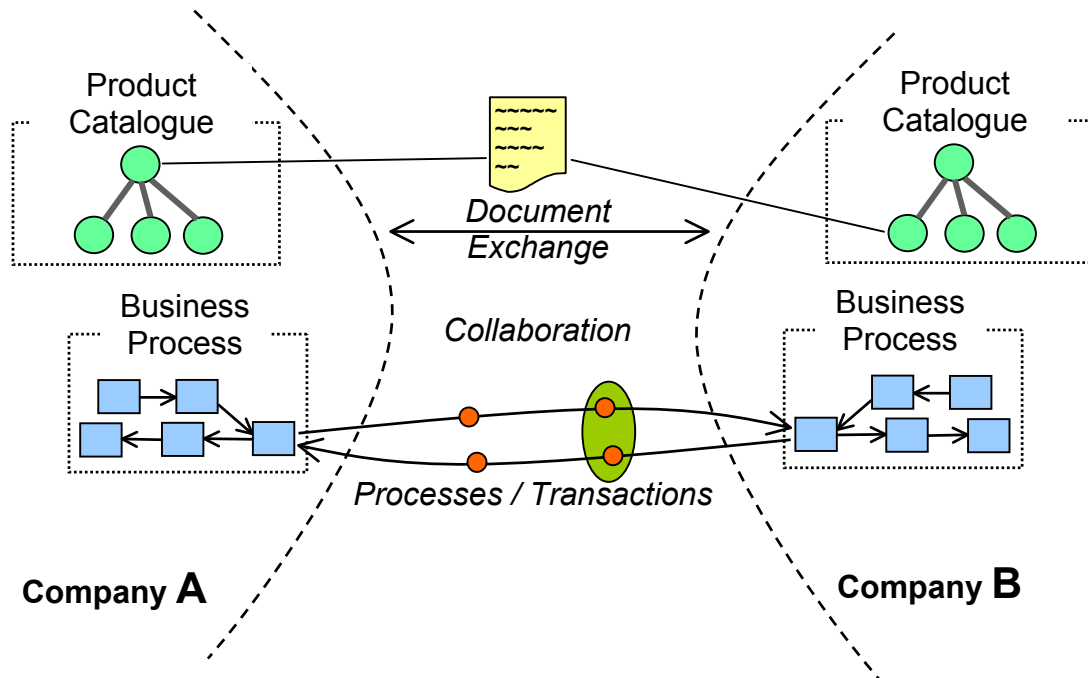 Product
Catalogue
Product
Catalogue
~~~~~
~~~
~~~~
~~
Document
Exchange
Business
Process
Collaboration
Business
Process
Processes / Transactions
Company A
Company B